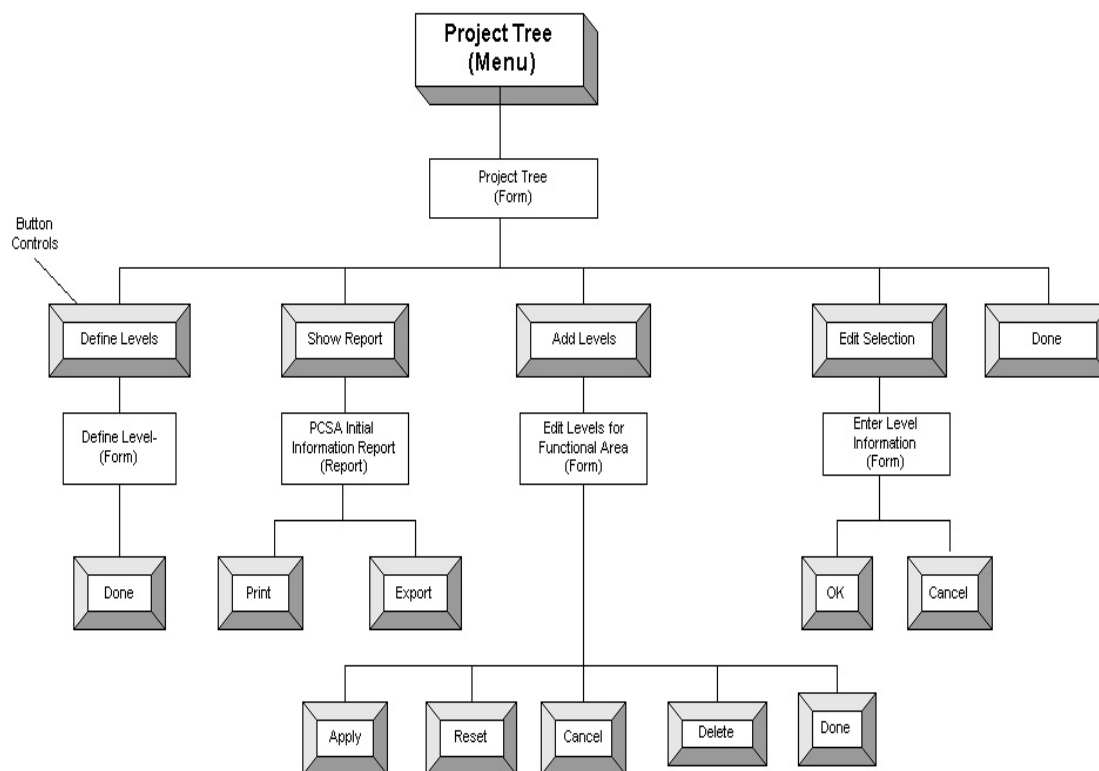 Project Tree
(Menu)
Project Tree
(Form)
Button
Controls
Define Levels
Show Report
Add Levels
Edit Selection
Done
Define Level-
(Form)
PCSA Initial
Information Report
(Report)
Edit Levels for
Functional Area
(Form)
Enter Level
Information
(Form)
Done
Print
Export
OK
Cancel
Apply
Reset
Cancel
Delete
Done